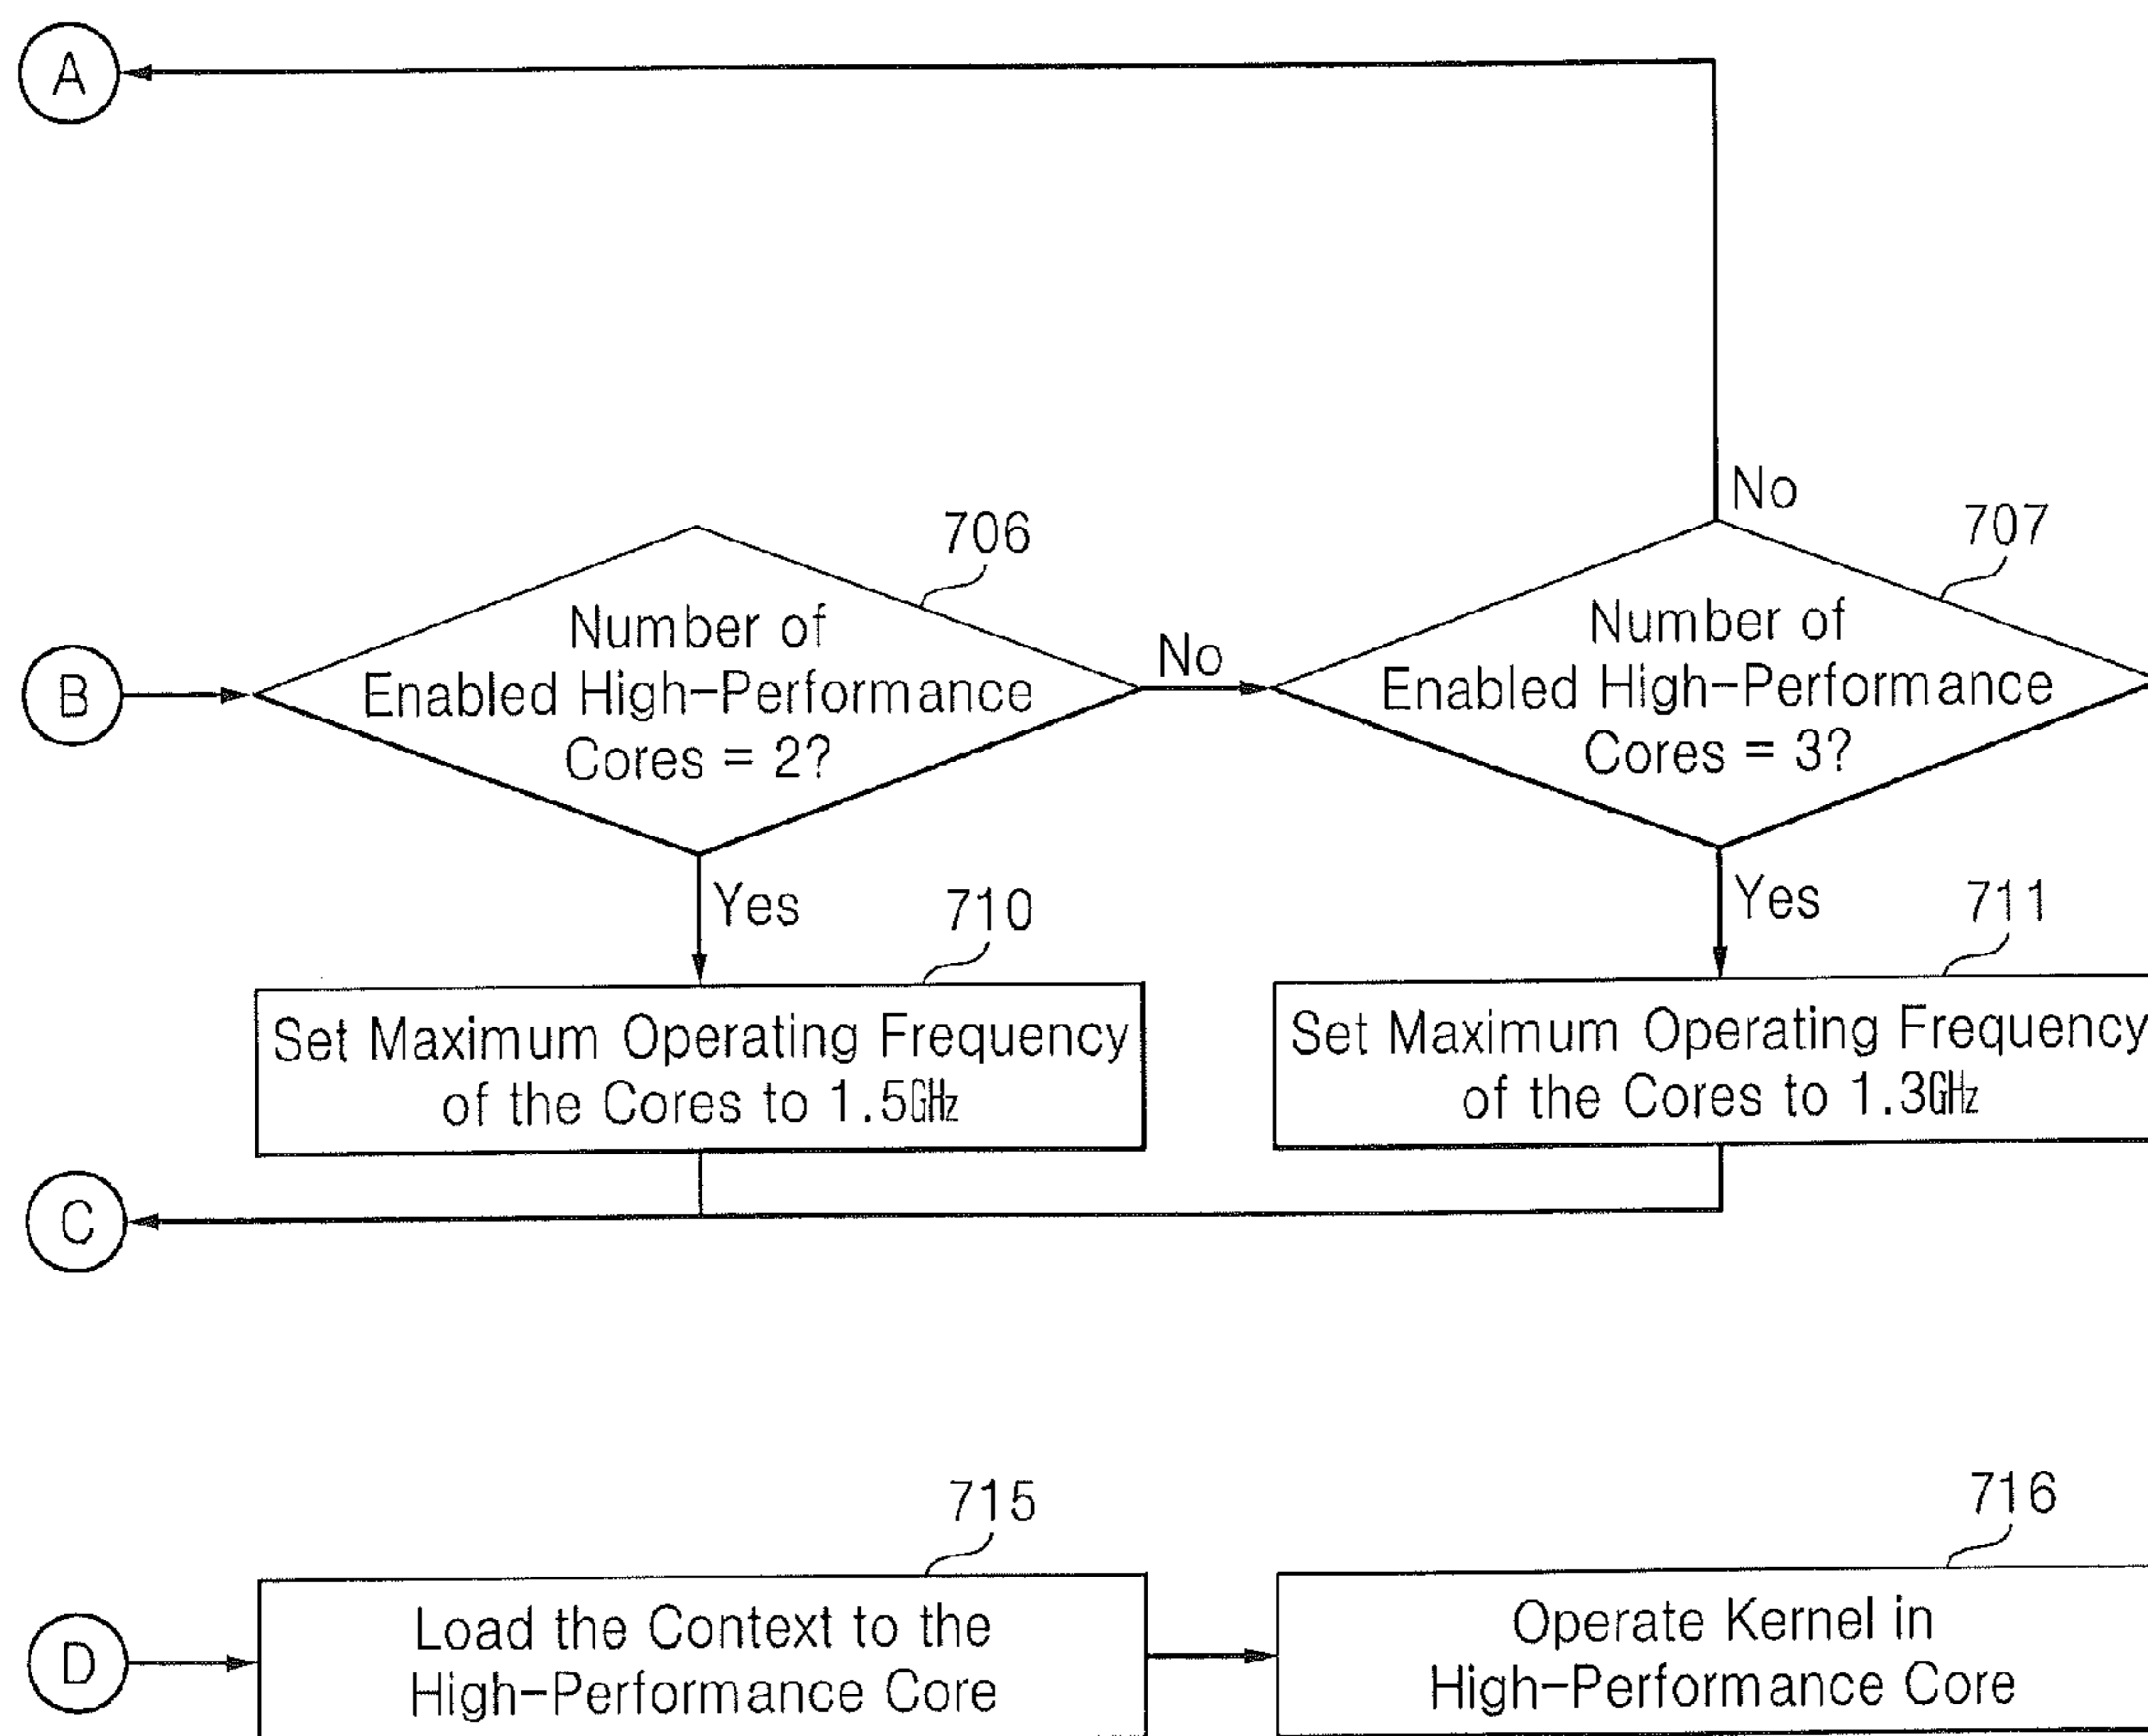 A
No
706
707
B
Number of
Enabled High-Performance
Cores = 2?
No
Number of
Enabled High-Performance
Cores = 3?
Yes
710
Yes
711
Set Maximum Operating Frequency
of the Cores to 1.5GHz
Set Maximum Operating Frequency
of the Cores to 1.3GHz
C
715
716
D
Load the Context to the
High-Performance Core
Operate Kernel in
High-Performance Core